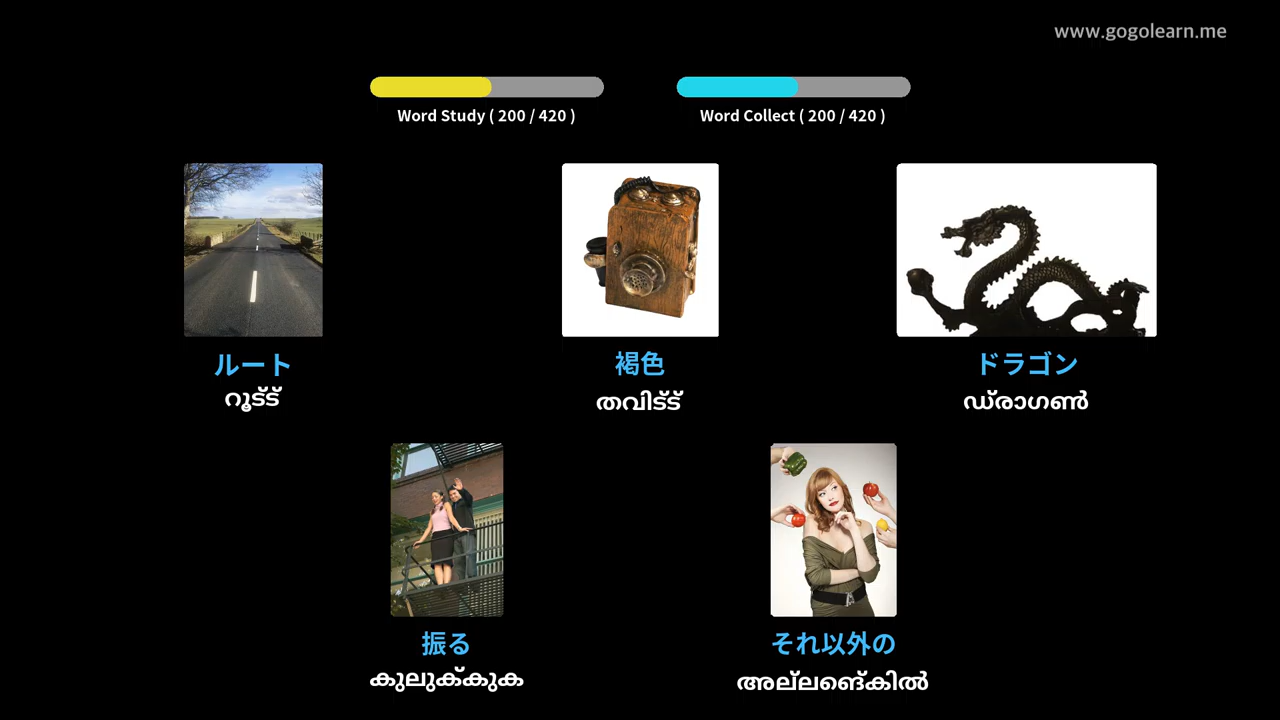 www.gogolearn.me
Word Study ( 200 / 420 )
Word Collect ( 200 / 420 )
ルート
റൂട്ട്
褐色
തവിട്ട്
ドラゴン
ഡ്രാഗൺ
振る
കുലുക്കുക
それ以外の
അല്ലങ്കെിൽ